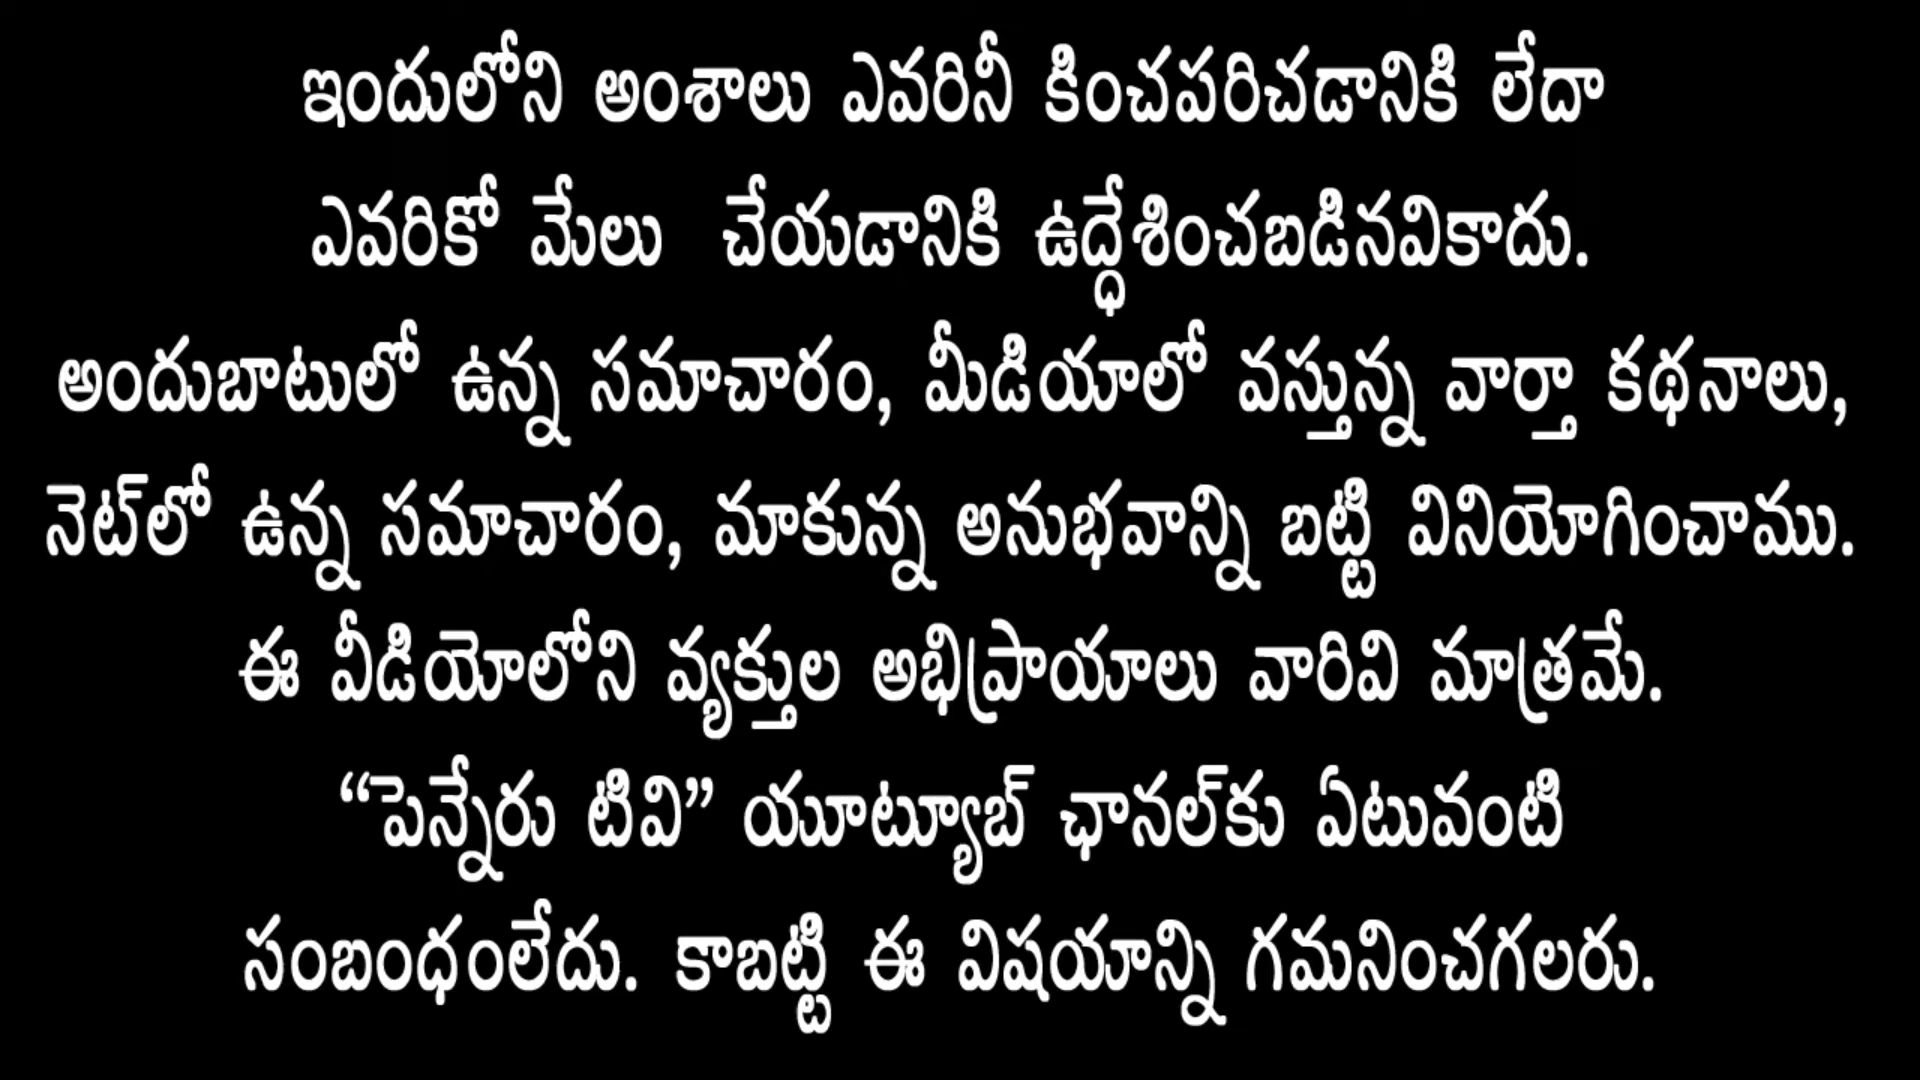 ఇందులోని అంశాలు ఎవరినీ కించపరిచడానికి లేదా
ఎవరికో మేలు చేయడానికి ఉద్ధేశించబడినవికాదు.
అందుబాటులో ఉన్న సమాచారం, మీడియాలో వస్తున్న వార్తా కథనాలు,
నెట్‌లో ఉన్న సమాచారం, మాకున్న అనుభవాన్ని బట్టి వినియోగించాము.
ఈ వీడియోలోని వ్యక్తుల అభిప్రాయాలు వారివి మాత్రమే.
“పెన్నేరు టివి” యూట్యూబ్ ఛానల్‌కు ఏటువంటి
సంబంధంలేదు. కాబట్టి ఈ విషయాన్ని గమనించగలరు.